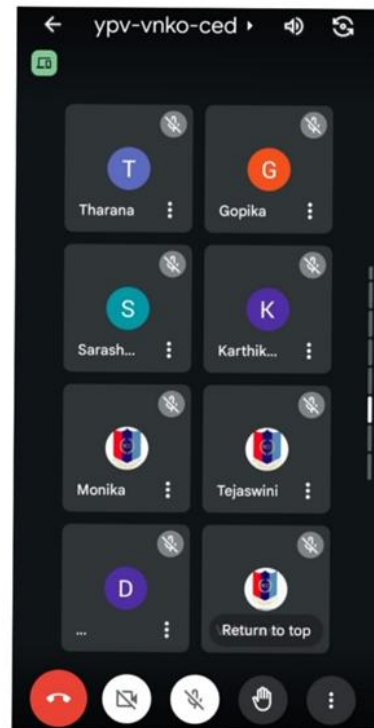 ypv-vnko-ced
T
G
Tharana
Gopika
S
K
Sarash...
Karthik...
Monika
Tejaswini
D
...
Return to top